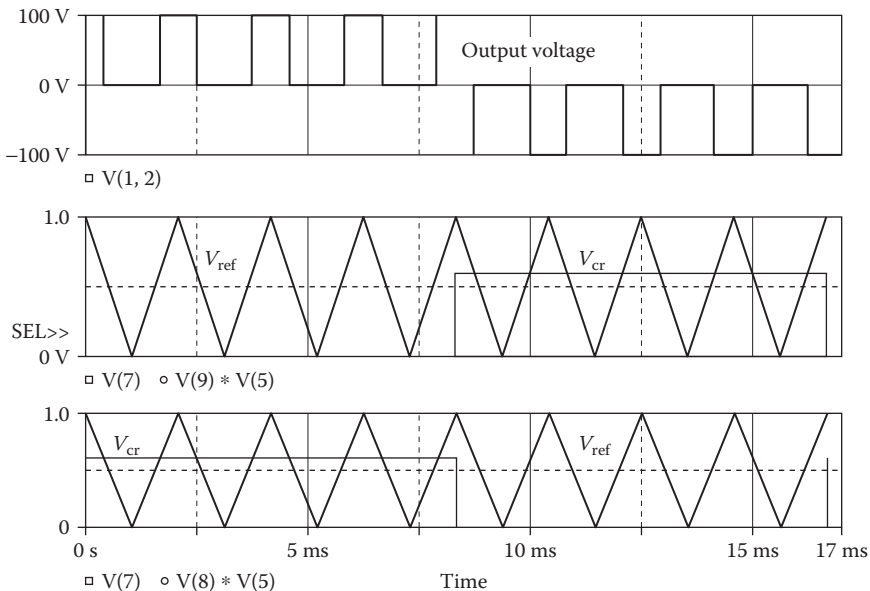 100 V
Output voltage
0 V
−100 V
V(1, 2)
1.0
V_ref
V_cr
SEL>>
0 V
V(7) V(9) * V(5)
1.0
V_cr
V_ref
0
0 s 5 ms 10 ms 15 ms 17 ms
V(7) V(8) * V(5) Time